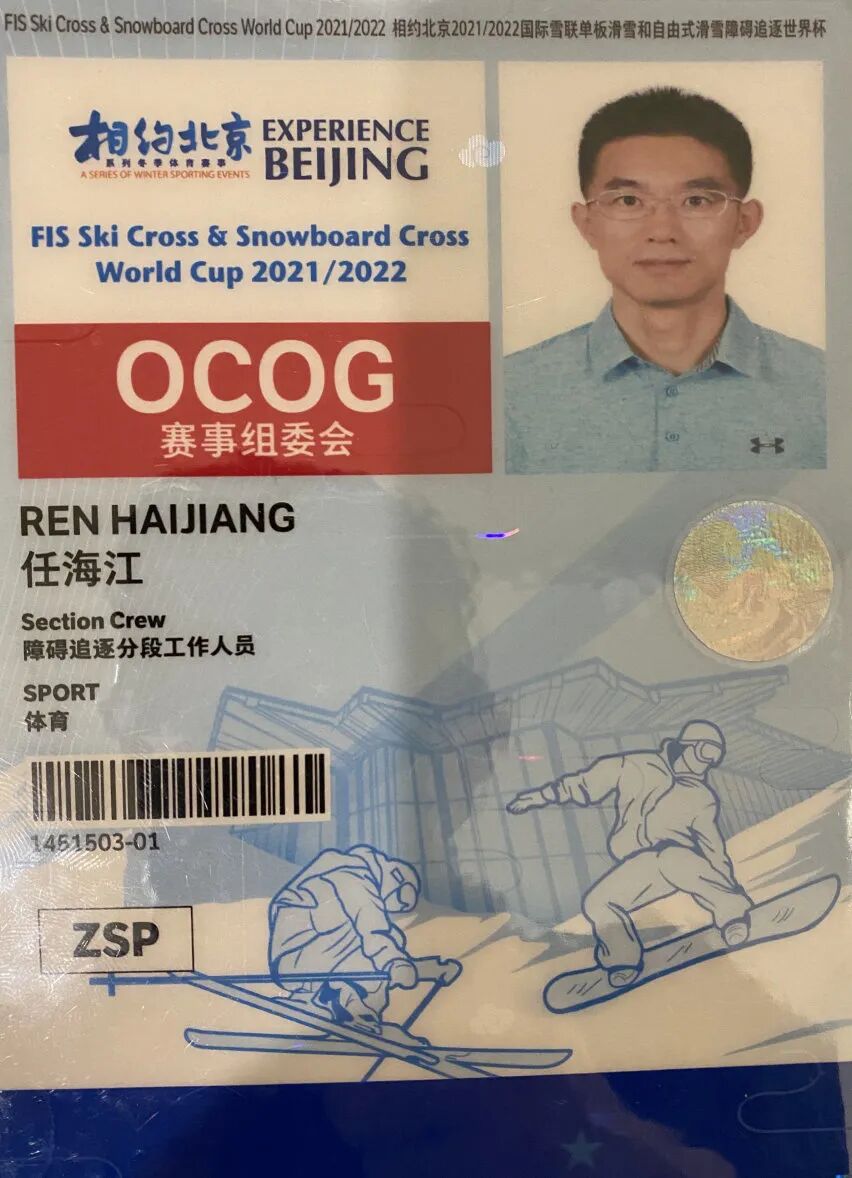 FIS Ski Cross & Snowboard Cross World Cup 2021/2022 相约北京2021/2022国际雪联单板滑雪和自由式滑雪障碍追逐世界杯
相约北京 EXPERIENCE BEIJING
系列冬季体育赛事
A SERIES OF WINTER SPORTING EVENTS
FIS Ski Cross & Snowboard Cross
World Cup 2021/2022
OCOG
赛事组委会
REN HAIJIANG
任海江
Section Crew
障碍追逐分段工作人员
SPORT
体育
1461503-01
ZSP